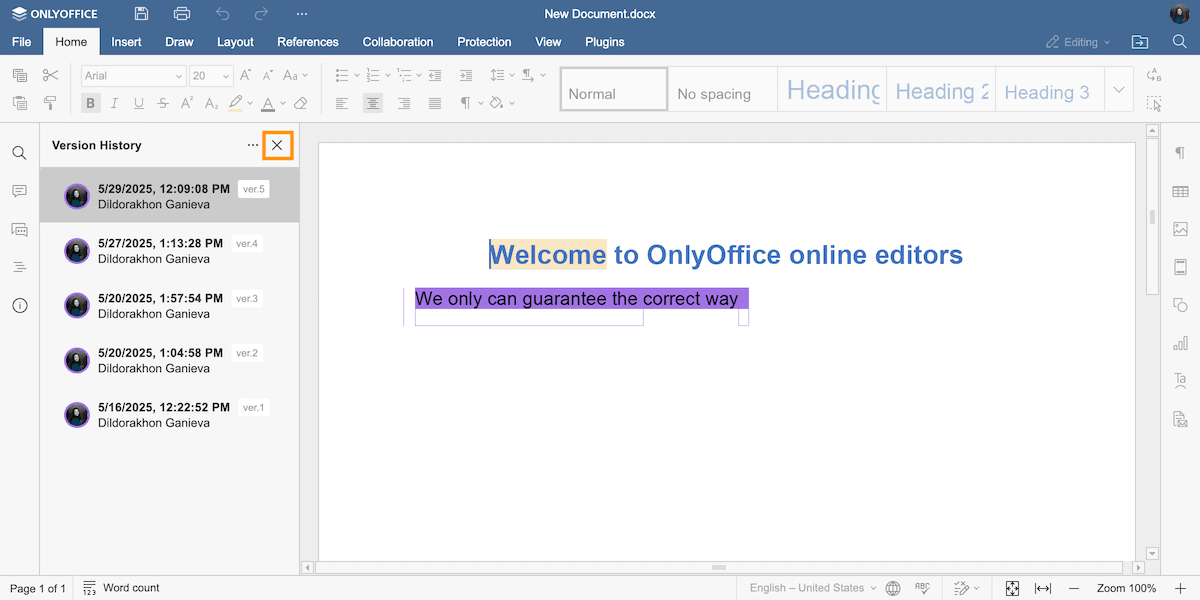 ONLYOFFICE
New Document.docx
File Home Insert Draw Layout References Collaboration Protection View Plugins Editing
Arial 20 Aa
B I U S A² A₂ A
Normal No spacing Heading Heading 2 Heading 3
Version History
5/29/2025, 12:09:08 PM ver.5
Dildorakhon Ganieva
5/27/2025, 1:13:28 PM ver.4
Dildorakhon Ganieva
5/20/2025, 1:57:54 PM ver.3
Dildorakhon Ganieva
5/20/2025, 1:04:58 PM ver.2
Dildorakhon Ganieva
5/16/2025, 12:22:52 PM ver.1
Dildorakhon Ganieva
Welcome to OnlyOffice online editors
We only can guarantee the correct way
Page 1 of 1 Word count English – United States Zoom 100%